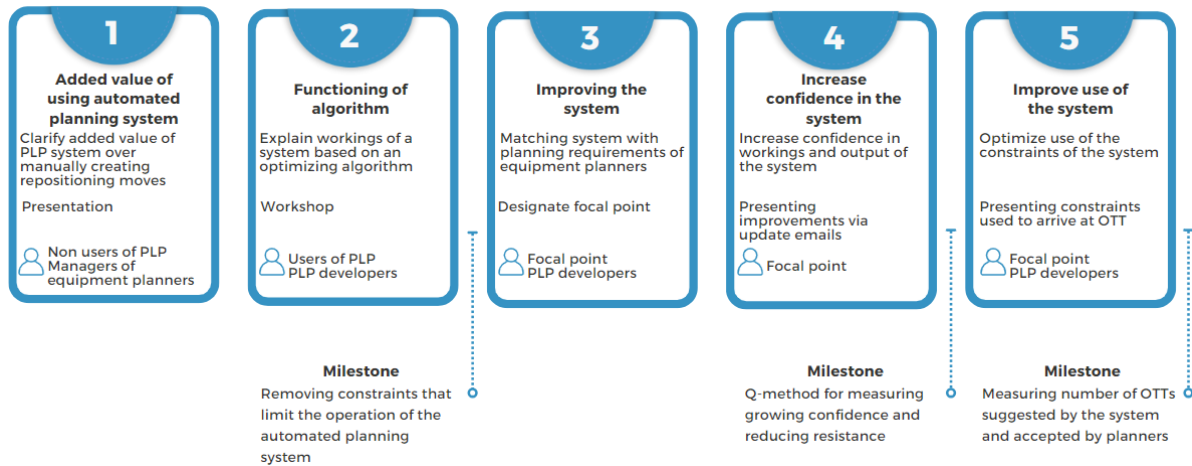 1
Added value of
using automated
planning system
Clarify added value of
PLP system over
manually creating
repositioning moves
Presentation
Non users of PLP
Managers of
equipment planners
2
Functioning of
algorithm
Explain workings of a
system based on an
optimizing algorithm
Workshop
Users of PLP
PLP developers
3
Improving the
system
Matching system with
planning requirements of
equipment planners
Designate focal point
Focal point
PLP developers
4
Increase
confidence in the
system
Increase confidence in
workings and output of
the system
Presenting
improvements via
update emails
Focal point
5
Improve use of
the system
Optimize use of the
constraints of the system
Presenting constraints
used to arrive at OTT
Focal point
PLP developers
Milestone
Removing constraints that
limit the operation of the
automated planning
system
Milestone
Q-method for measuring
growing confidence and
reducing resistance
Milestone
Measuring number of OTTs
suggested by the system
and accepted by planners